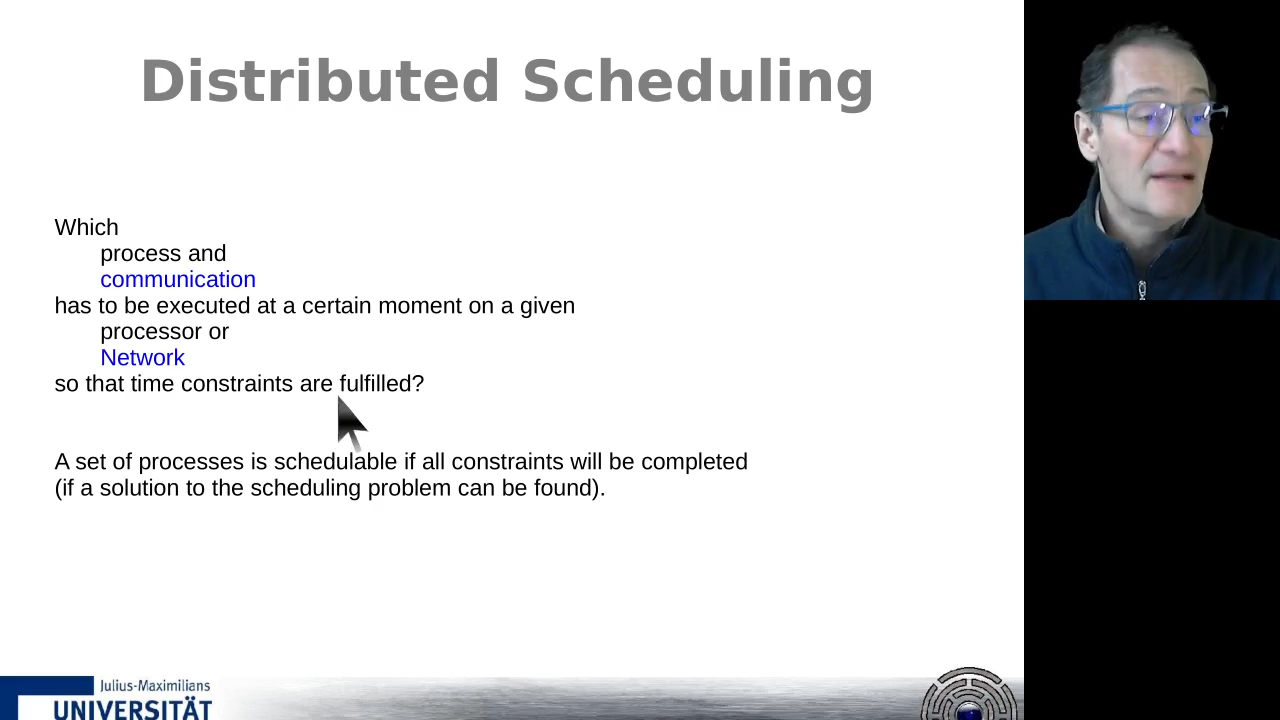 Distributed Scheduling
Which
process and
communication
has to be executed at a certain moment on a given
processor or
Network
so that time constraints are fulfilled?
A set of processes is schedulable if all constraints will be completed
(if a solution to the scheduling problem can be found).
Julius-Maximilians
UNIVERSITÄT